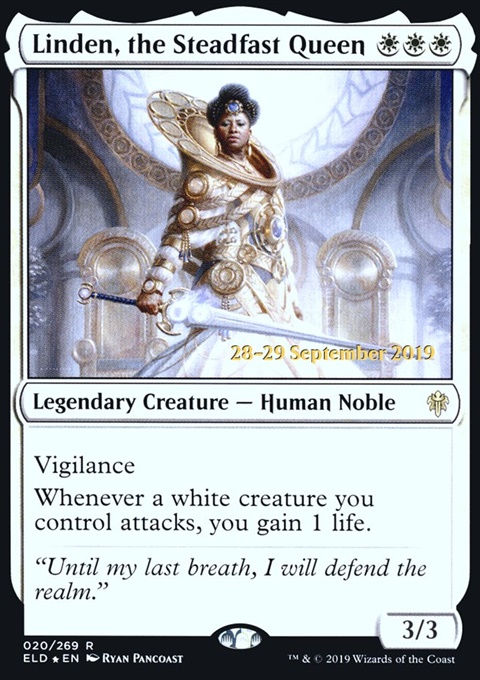 Linden, the Steadfast Queen
28-29 September 2019
Legendary Creature — Human Noble
Vigilance
Whenever a white creature you
control attacks, you gain 1 life.
“Until my last breath, I will defend the
realm.”
3/3
020/269 R
ELD ★ EN Ryan Pancoast
™ & © 2019 Wizards of the Coast